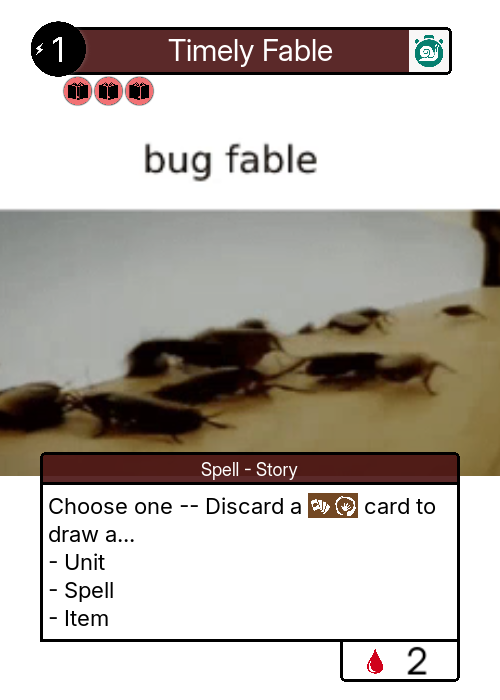 1
Timely Fable
bug fable
Spell - Story
Choose one -- Discard a card to
draw a...
- Unit
- Spell
- Item
2